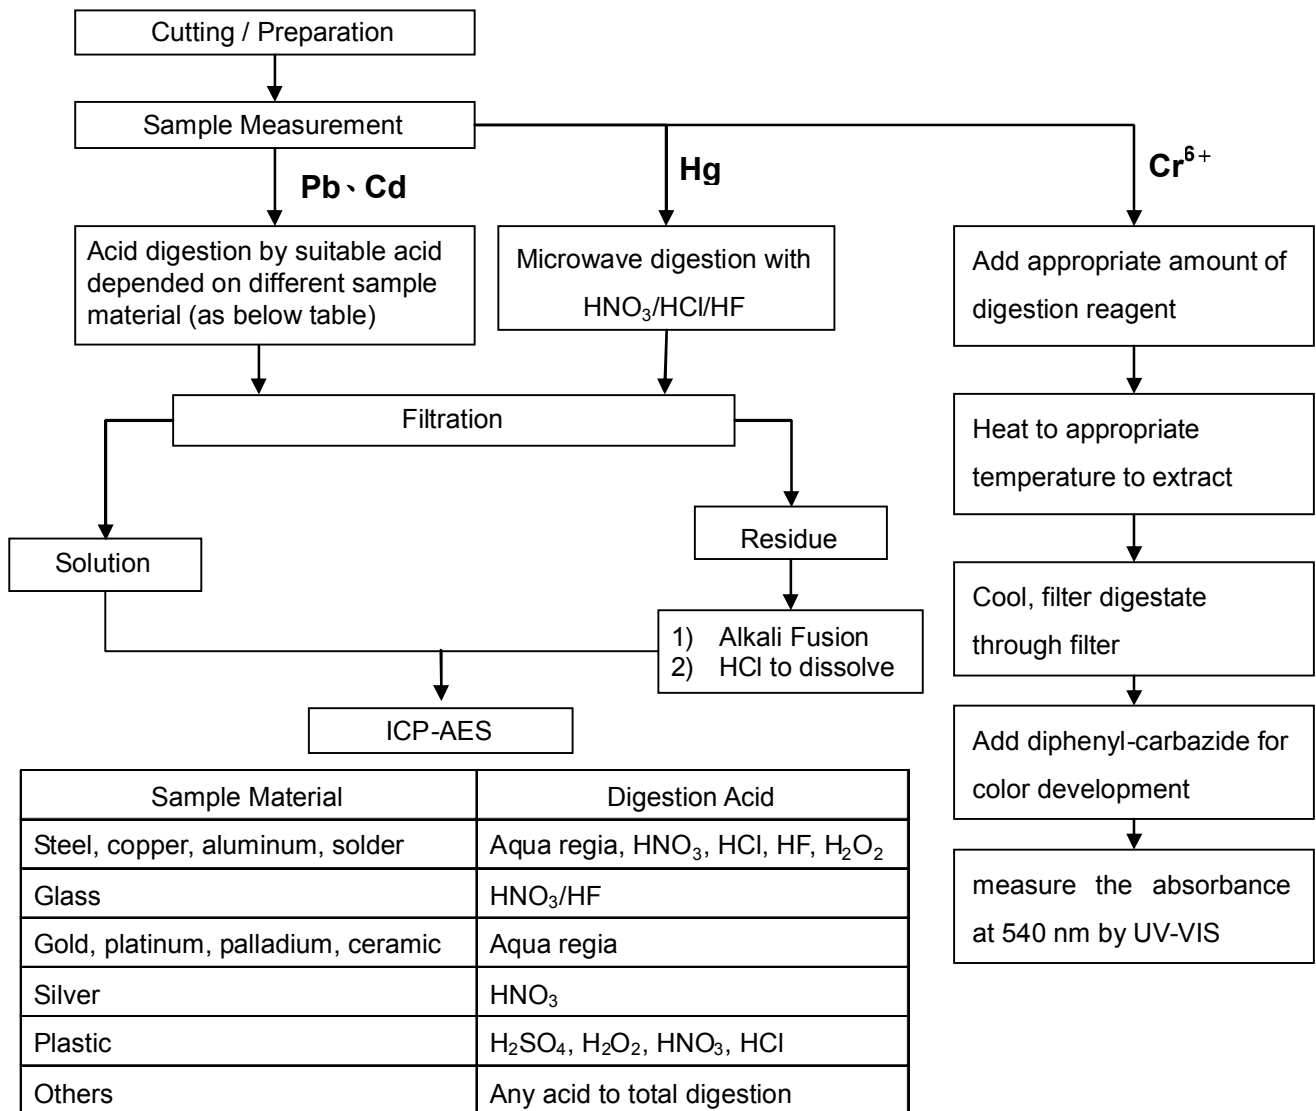 Cutting / Preparation
Sample Measurement
Pb、Cd
Hg
Cr⁶⁺
Acid digestion by suitable acid
depended on different sample
material (as below table)
Microwave digestion with
HNO₃/HCl/HF
Add appropriate amount of
digestion reagent
Filtration
Heat to appropriate
temperature to extract
Solution
Residue
Cool, filter digestate
through filter
1) Alkali Fusion
2) HCl to dissolve
ICP-AES
Add diphenyl-carbazide for
color development
measure the absorbance
at 540 nm by UV-VIS
Sample Material Digestion Acid
Steel, copper, aluminum, solder Aqua regia, HNO₃, HCl, HF, H₂O₂
Glass HNO₃/HF
Gold, platinum, palladium, ceramic Aqua regia
Silver HNO₃
Plastic H₂SO₄, H₂O₂, HNO₃, HCl
Others Any acid to total digestion